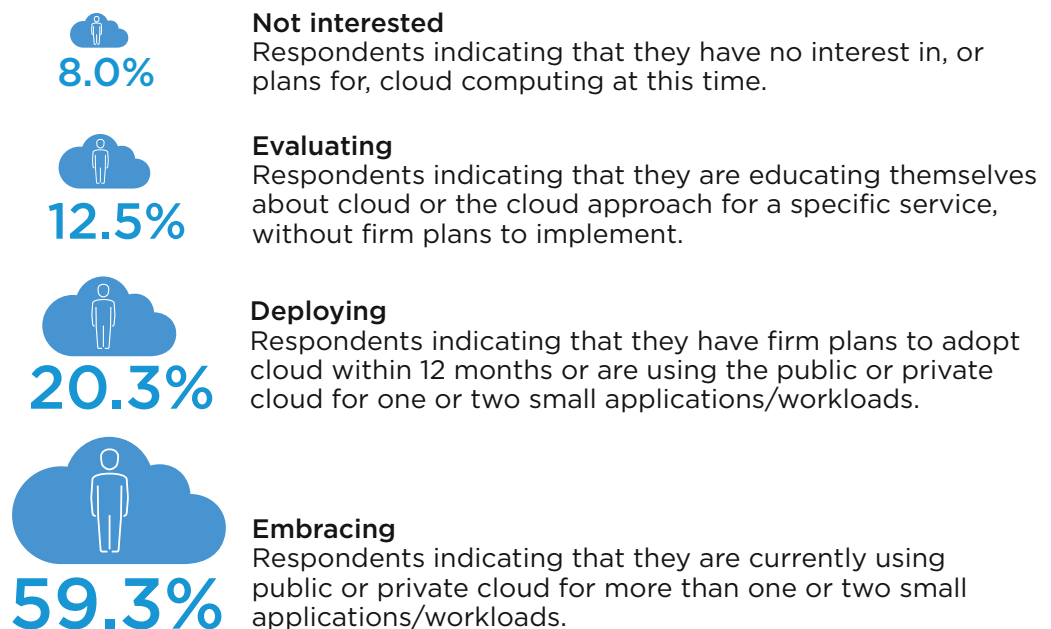 8.0%
Not interested
Respondents indicating that they have no interest in, or
plans for, cloud computing at this time.
12.5%
Evaluating
Respondents indicating that they are educating themselves
about cloud or the cloud approach for a specific service,
without firm plans to implement.
20.3%
Deploying
Respondents indicating that they have firm plans to adopt
cloud within 12 months or are using the public or private
cloud for one or two small applications/workloads.
59.3%
Embracing
Respondents indicating that they are currently using
public or private cloud for more than one or two small
applications/workloads.